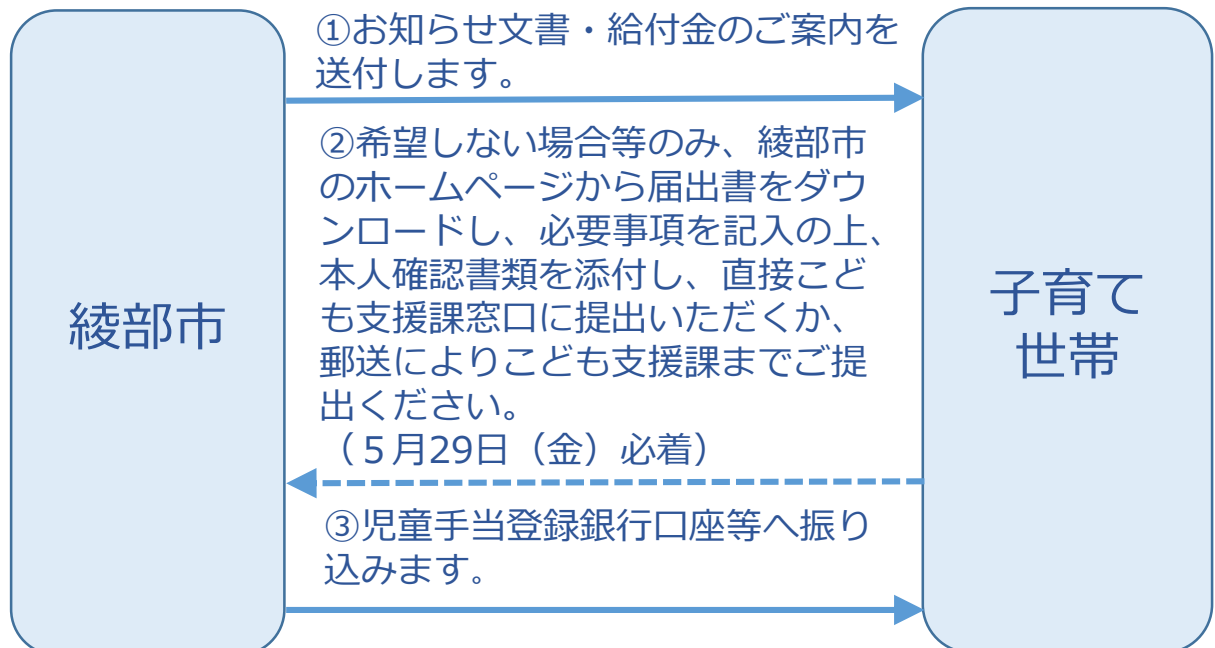 綾部市
①お知らせ文書・給付金のご案内を
送付します。
②希望しない場合等のみ、綾部市
のホームページから届出書をダウ
ンロードし、必要事項を記入の上、
本人確認書類を添付し、直接こど
も支援課窓口に提出いただくか、
郵送によりこども支援課までご提
出ください。
（５月29日（金）必着）
③児童手当登録銀行口座等へ振り
込みます。
子育て
世帯